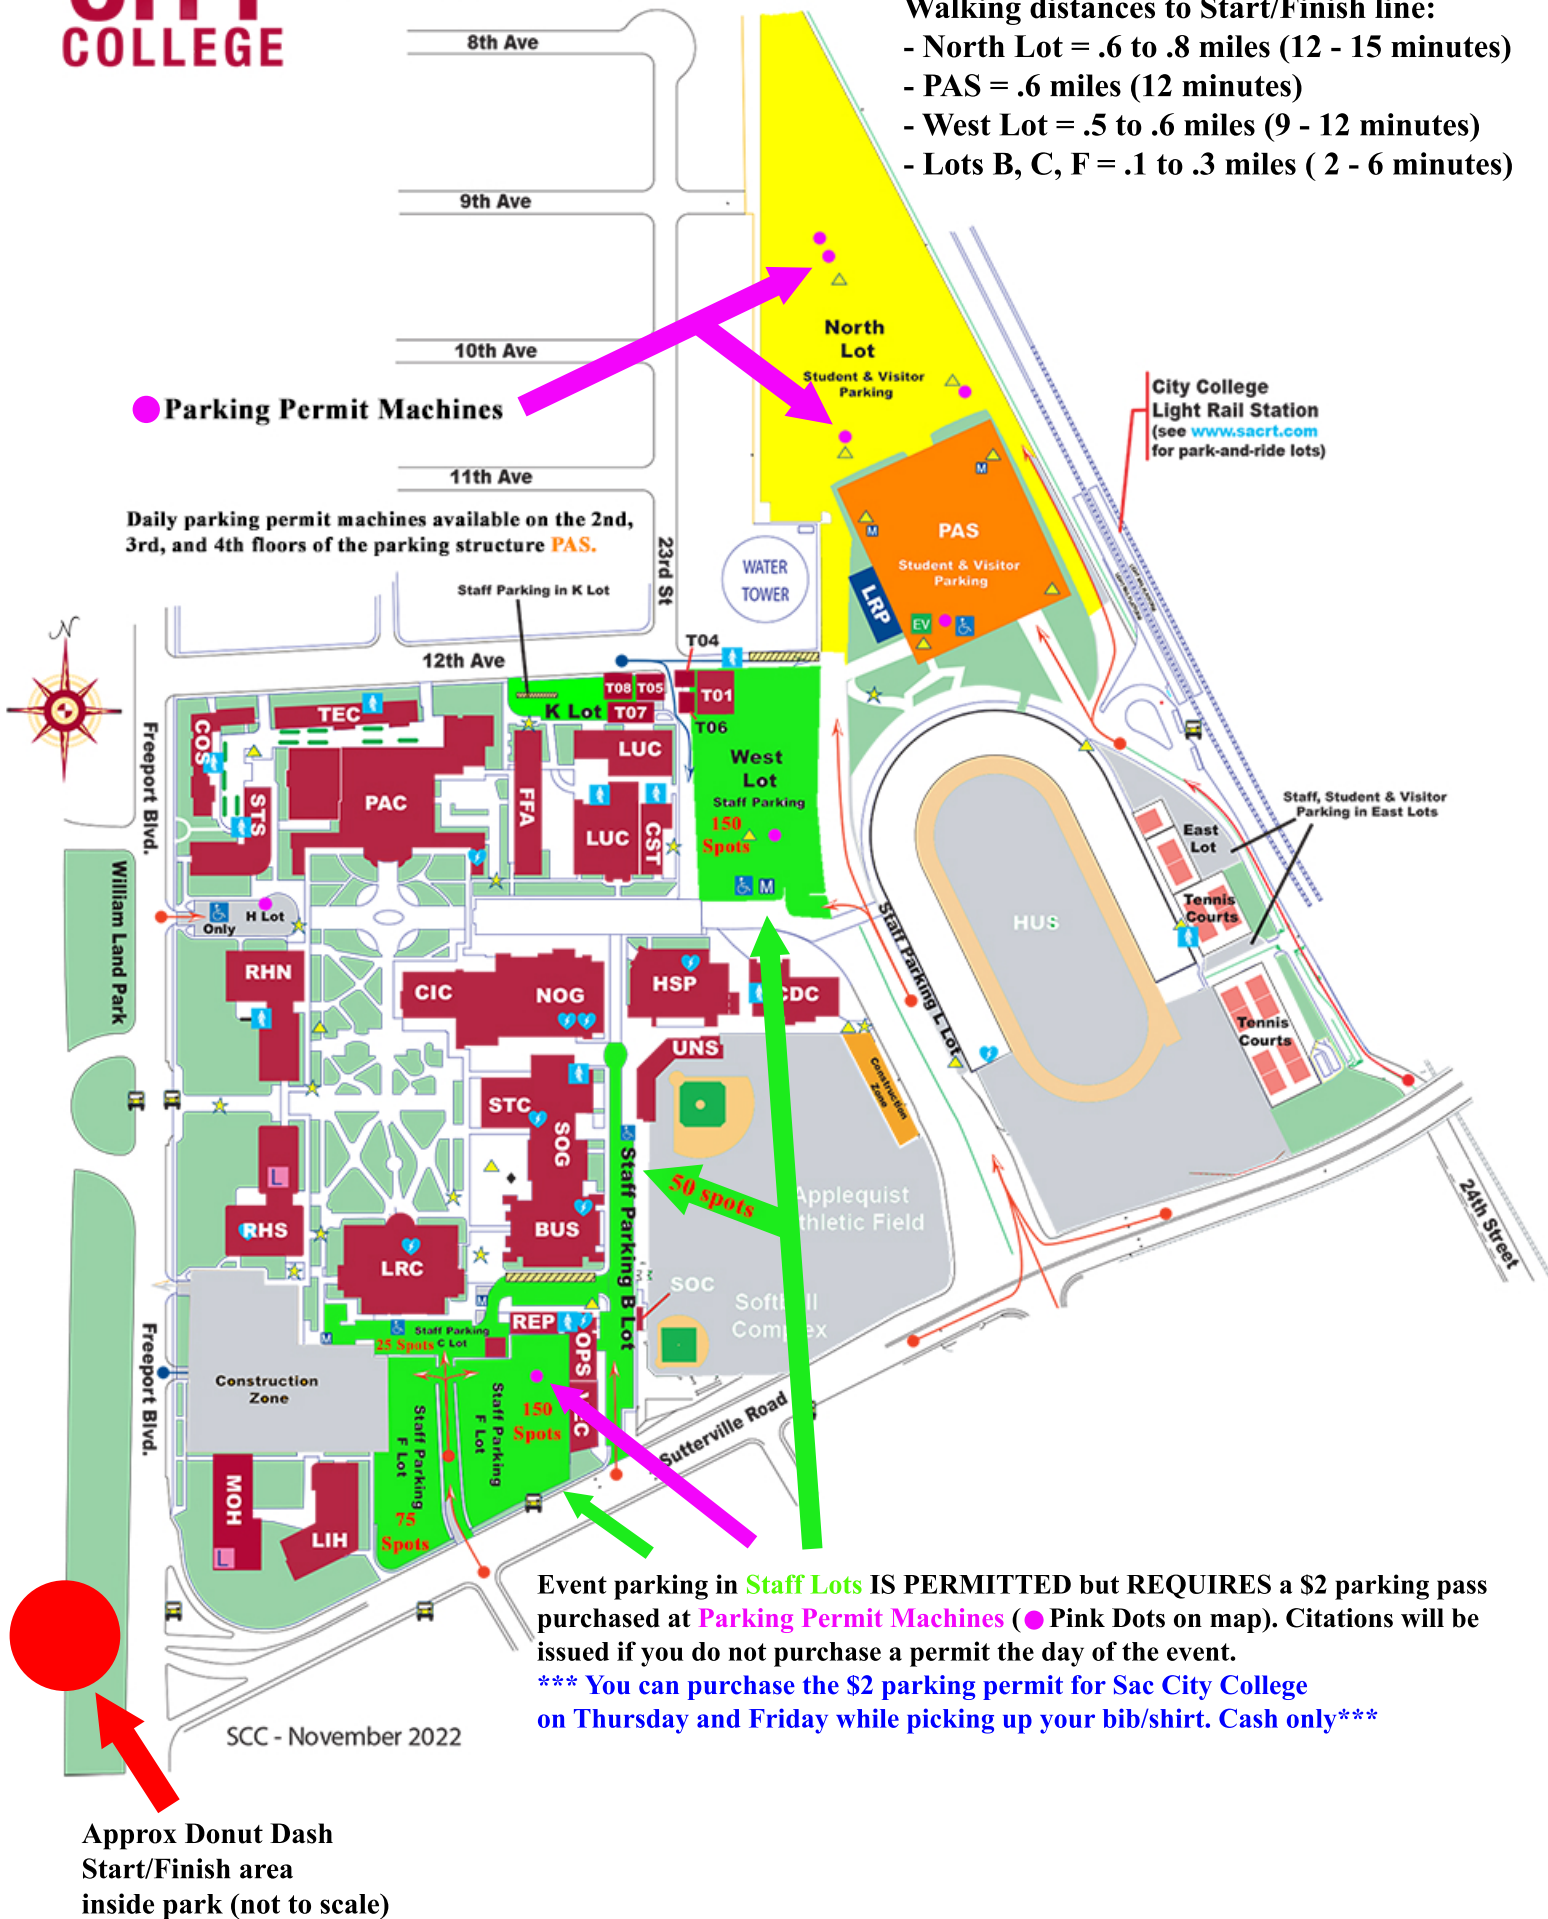 CITY
COLLEGE
Walking distances to Start/Finish line:
- North Lot = .6 to .8 miles (12 - 15 minutes)
- PAS = .6 miles (12 minutes)
- West Lot = .5 to .6 miles (9 - 12 minutes)
- Lots B, C, F = .1 to .3 miles ( 2 - 6 minutes)
8th Ave
9th Ave
10th Ave
11th Ave
12th Ave
23rd St
North
Lot
Student & Visitor
Parking
City College
Light Rail Station
(see www.sacrt.com
for park-and-ride lots)
Parking Permit Machines
Daily parking permit machines available on the 2nd,
3rd, and 4th floors of the parking structure PAS.
Staff Parking in K Lot
WATER
TOWER
M
M
PAS
Student & Visitor
Parking
LRP
EV
N
T04
T08
T05
T01
K Lot
T07
T06
TEC
COS
STS
PAC
FFA
LUC
LUC
CST
West
Lot
Staff Parking
150
Spots
M
Freeport Blvd.
William Land Park
H Lot
Only
HUS
East
Lot
Staff, Student & Visitor
Parking in East Lots
Tennis
Courts
Tennis
Courts
Staff Parking L Lot
RHN
CIC
NOG
HSP
CDC
UNS
Construction
Zone
STC
SOG
L
RHS
BUS
LRC
Staff Parking B Lot
50 spots
Applequist
Athletic Field
SOC
Softball
Complex
24th Street
M
M
REP
OPS
Staff Parking
C Lot
25 Spots
Construction
Zone
Freeport Blvd.
Staff Parking
F Lot
Staff Parking
F Lot
150
Spots
75
Spots
Sutterville Road
MOH
L
LIH
Event parking in Staff Lots IS PERMITTED but REQUIRES a $2 parking pass
purchased at Parking Permit Machines ( Pink Dots on map). Citations will be
issued if you do not purchase a permit the day of the event.
*** You can purchase the $2 parking permit for Sac City College
on Thursday and Friday while picking up your bib/shirt. Cash only***
SCC - November 2022
Approx Donut Dash
Start/Finish area
inside park (not to scale)